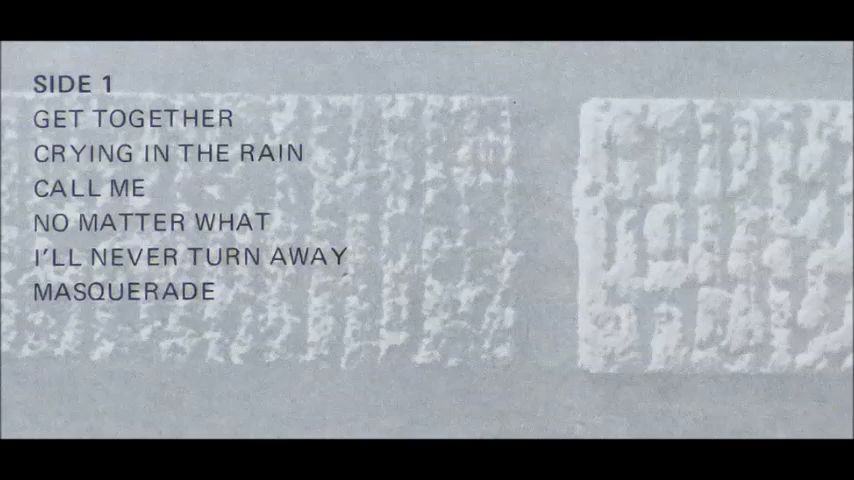 SIDE 1
GET TOGETHER
CRYING IN THE RAIN
CALL ME
NO MATTER WHAT
I'LL NEVER TURN AWAY
MASQUERADE